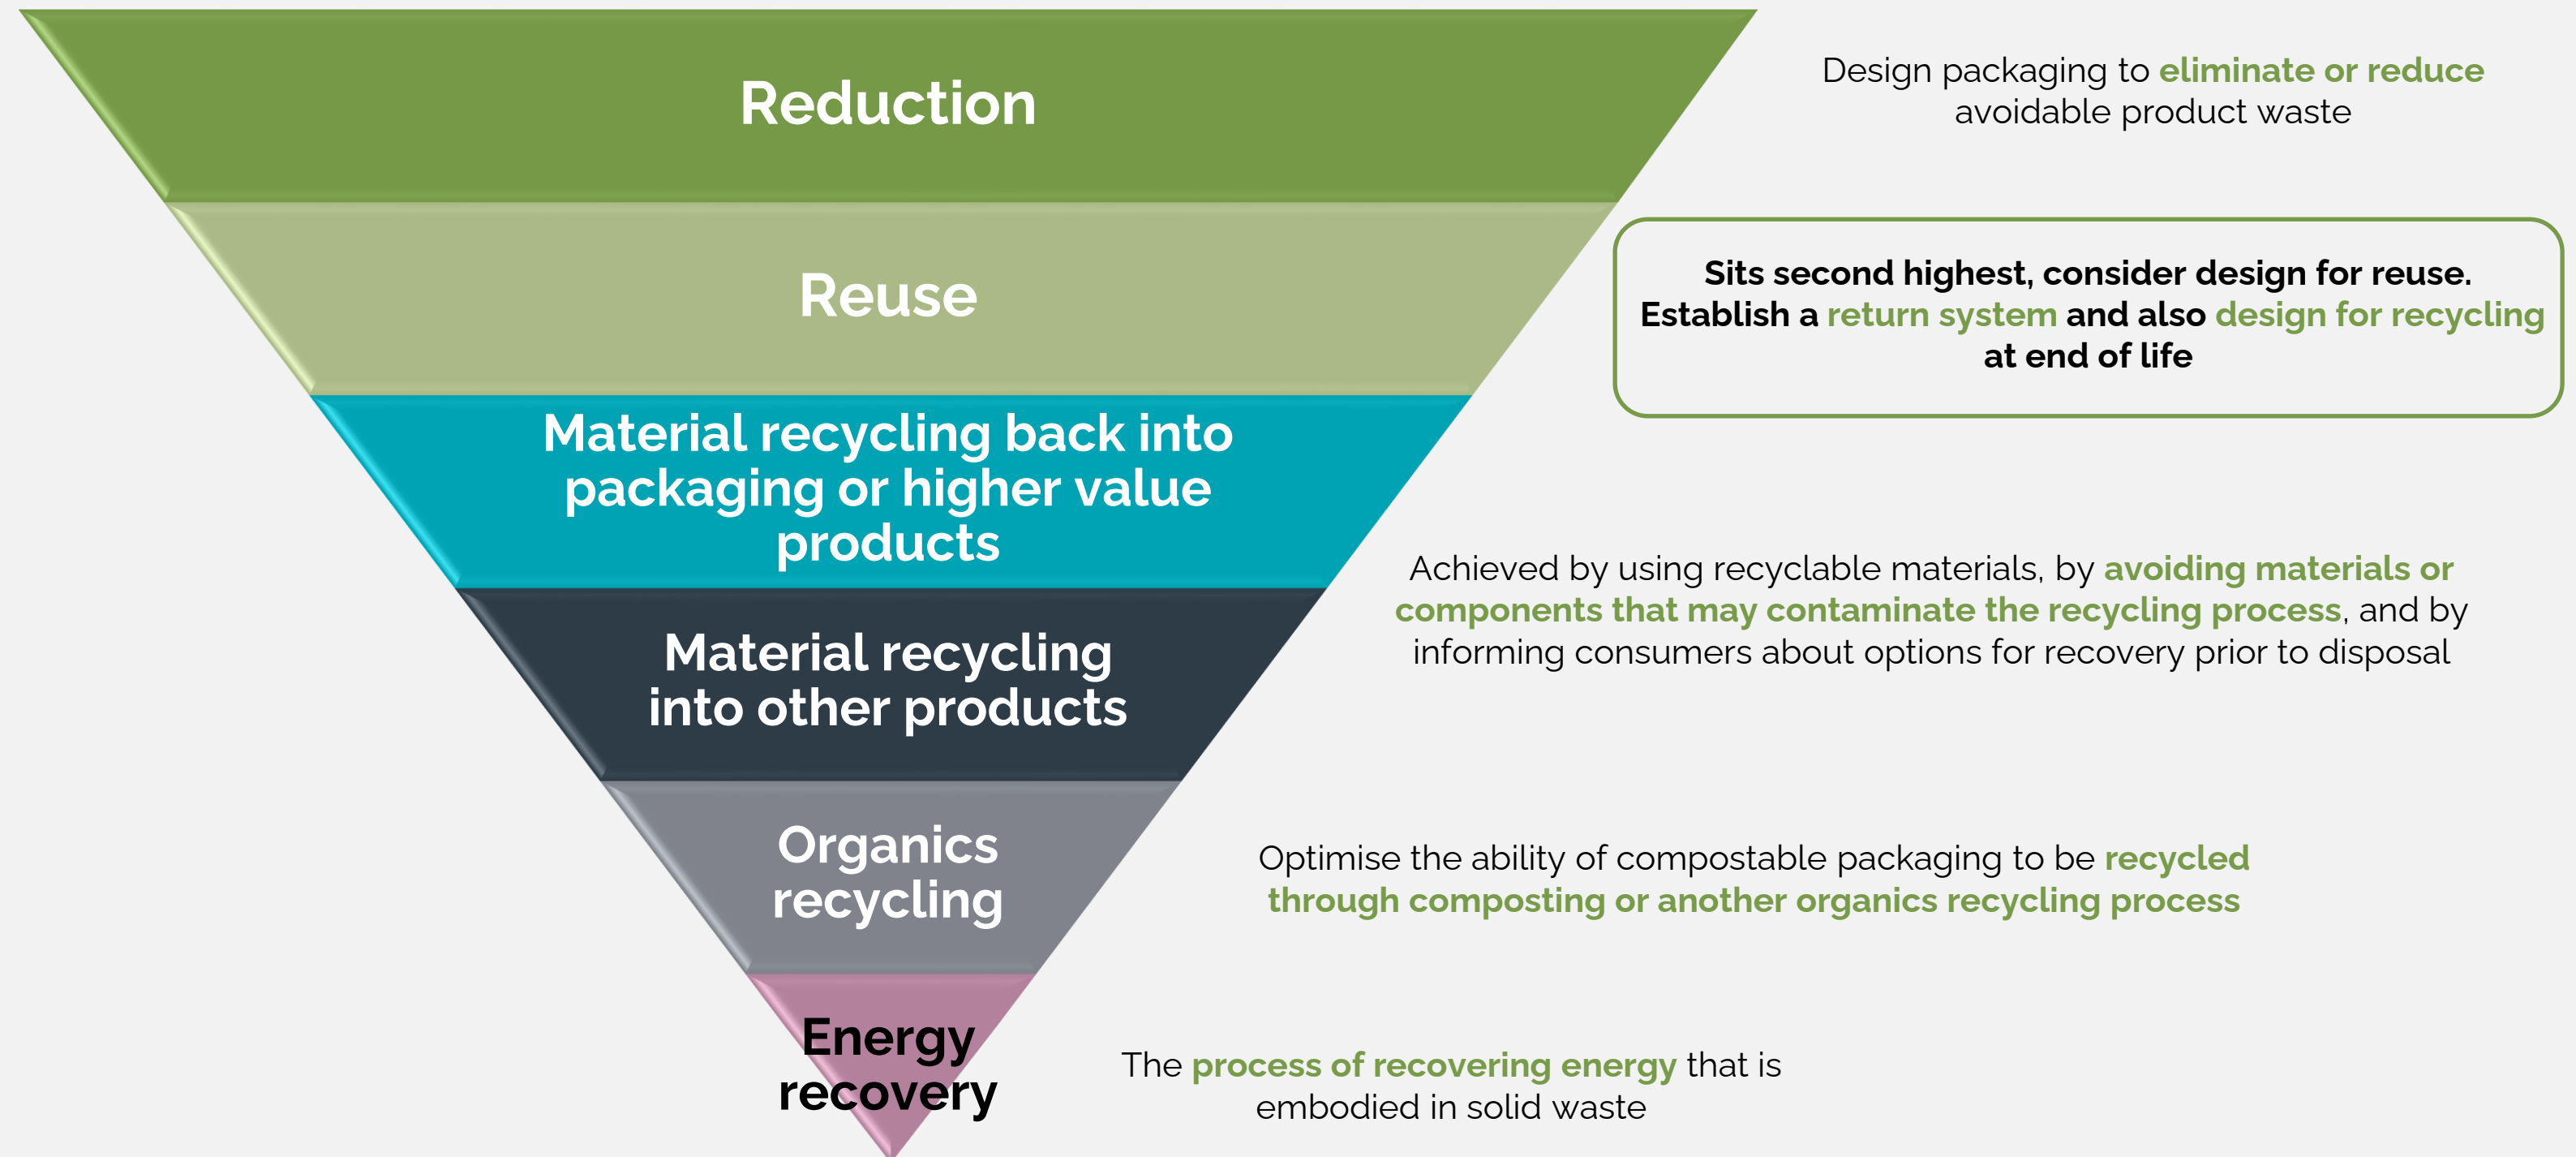 Reduction
Design packaging to eliminate or reduce
avoidable product waste
Reuse
Sits second highest, consider design for reuse.
Establish a return system and also design for recycling
at end of life
Material recycling back into
packaging or higher value
products
Material recycling
into other products
Achieved by using recyclable materials, by avoiding materials or
components that may contaminate the recycling process, and by
informing consumers about options for recovery prior to disposal
Organics
recycling
Optimise the ability of compostable packaging to be recycled
through composting or another organics recycling process
Energy
recovery
The process of recovering energy that is
embodied in solid waste